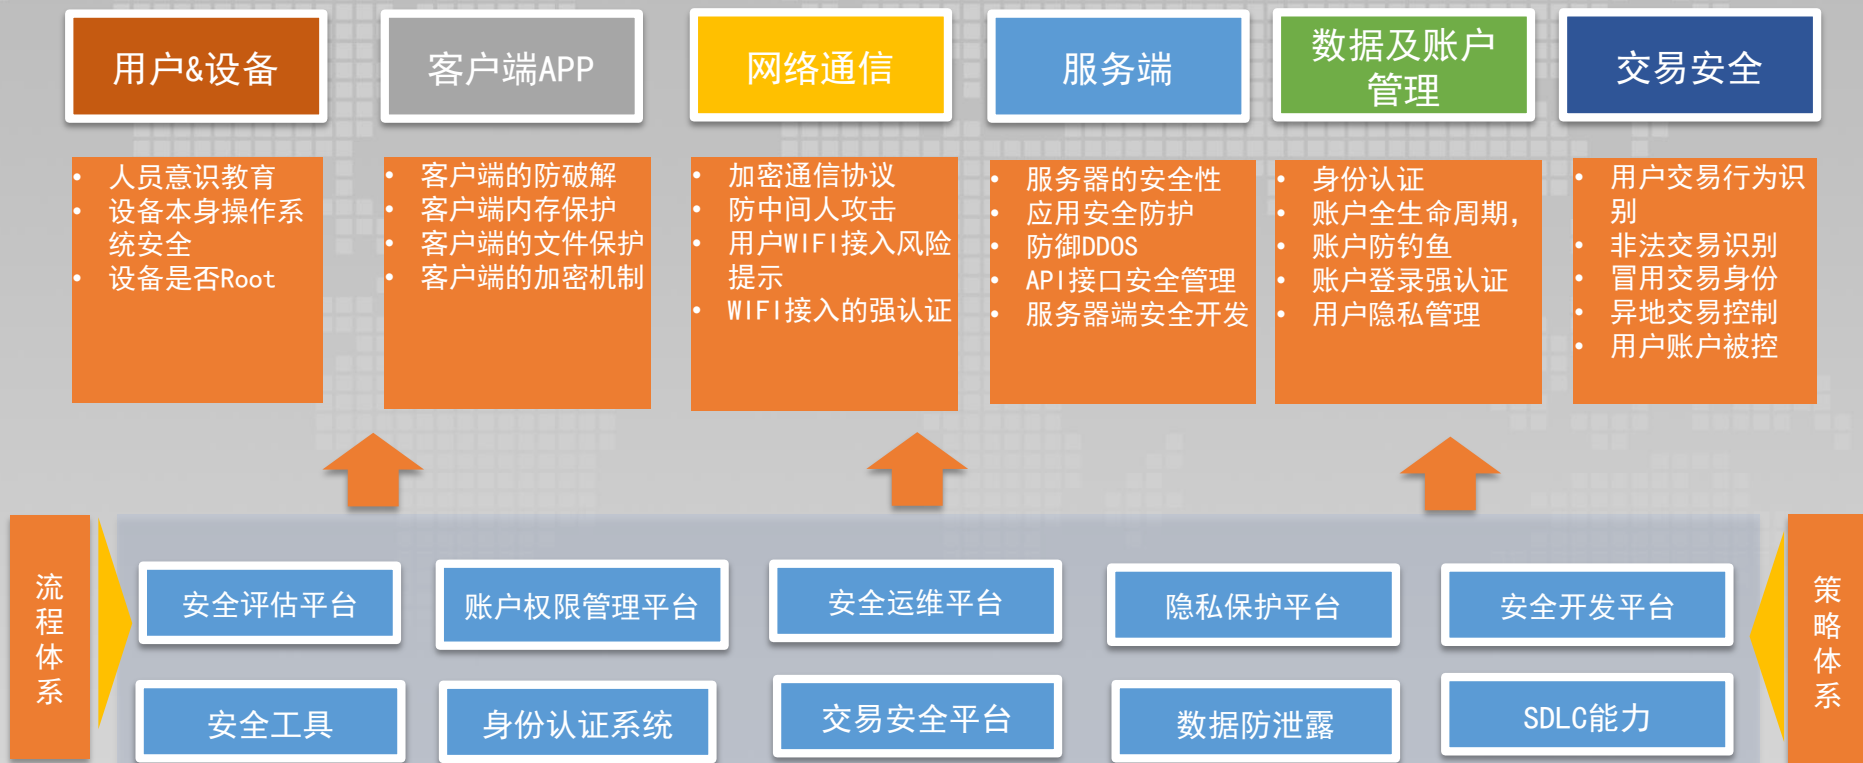 用户&设备
客户端APP
网络通信
服务端
数据及账户
管理
交易安全
• 人员意识教育
• 设备本身操作系
统安全
• 设备是否Root
• 客户端的防破解
• 客户端内存保护
• 客户端的文件保护
• 客户端的加密机制
• 加密通信协议
• 防中间人攻击
• 用户WIFI接入风险
提示
• WIFI接入的强认证
• 服务器的安全性
• 应用安全防护
• 防御DDOS
• API接口安全管理
• 服务器端安全开发
• 身份认证
• 账户全生命周期，
• 账户防钓鱼
• 账户登录强认证
• 用户隐私管理
• 用户交易行为识
别
• 非法交易识别
• 冒用交易身份
• 异地交易控制
• 用户账户被控
流程体系
安全评估平台
账户权限管理平台
安全运维平台
隐私保护平台
安全开发平台
安全工具
身份认证系统
交易安全平台
数据防泄露
SDLC能力
策略体系